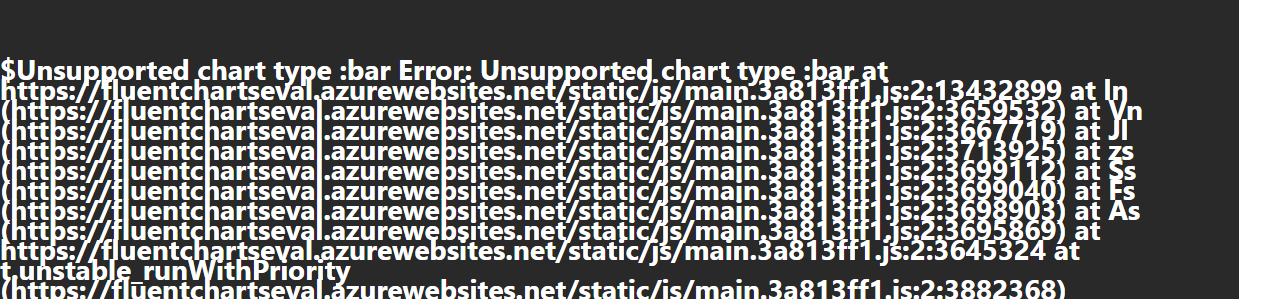 $Unsupported chart type :bar Error: Unsupported chart type :bar at
https://fluentchartseval.azurewebsites.net/static/js/main.3a813ff1.js:2:13432899 at ln
(https://fluentchartseval.azurewebsites.net/static/js/main.3a813ff1.js:2:3659532) at Vn
(https://fluentchartseval.azurewebsites.net/static/js/main.3a813ff1.js:2:3667719) at Jl
(https://fluentchartseval.azurewebsites.net/static/js/main.3a813ff1.js:2:3713925) at zs
(https://fluentchartseval.azurewebsites.net/static/js/main.3a813ff1.js:2:3699112) at Ss
(https://fluentchartseval.azurewebsites.net/static/js/main.3a813ff1.js:2:3699040) at Fs
(https://fluentchartseval.azurewebsites.net/static/js/main.3a813ff1.js:2:3698903) at As
(https://fluentchartseval.azurewebsites.net/static/js/main.3a813ff1.js:2:3695869) at
https://fluentchartseval.azurewebsites.net/static/js/main.3a813ff1.js:2:3645324 at
t.unstable_runWithPriority
(https://fluentchartseval.azurewebsites.net/static/js/main.3a813ff1.js:2:3882368)